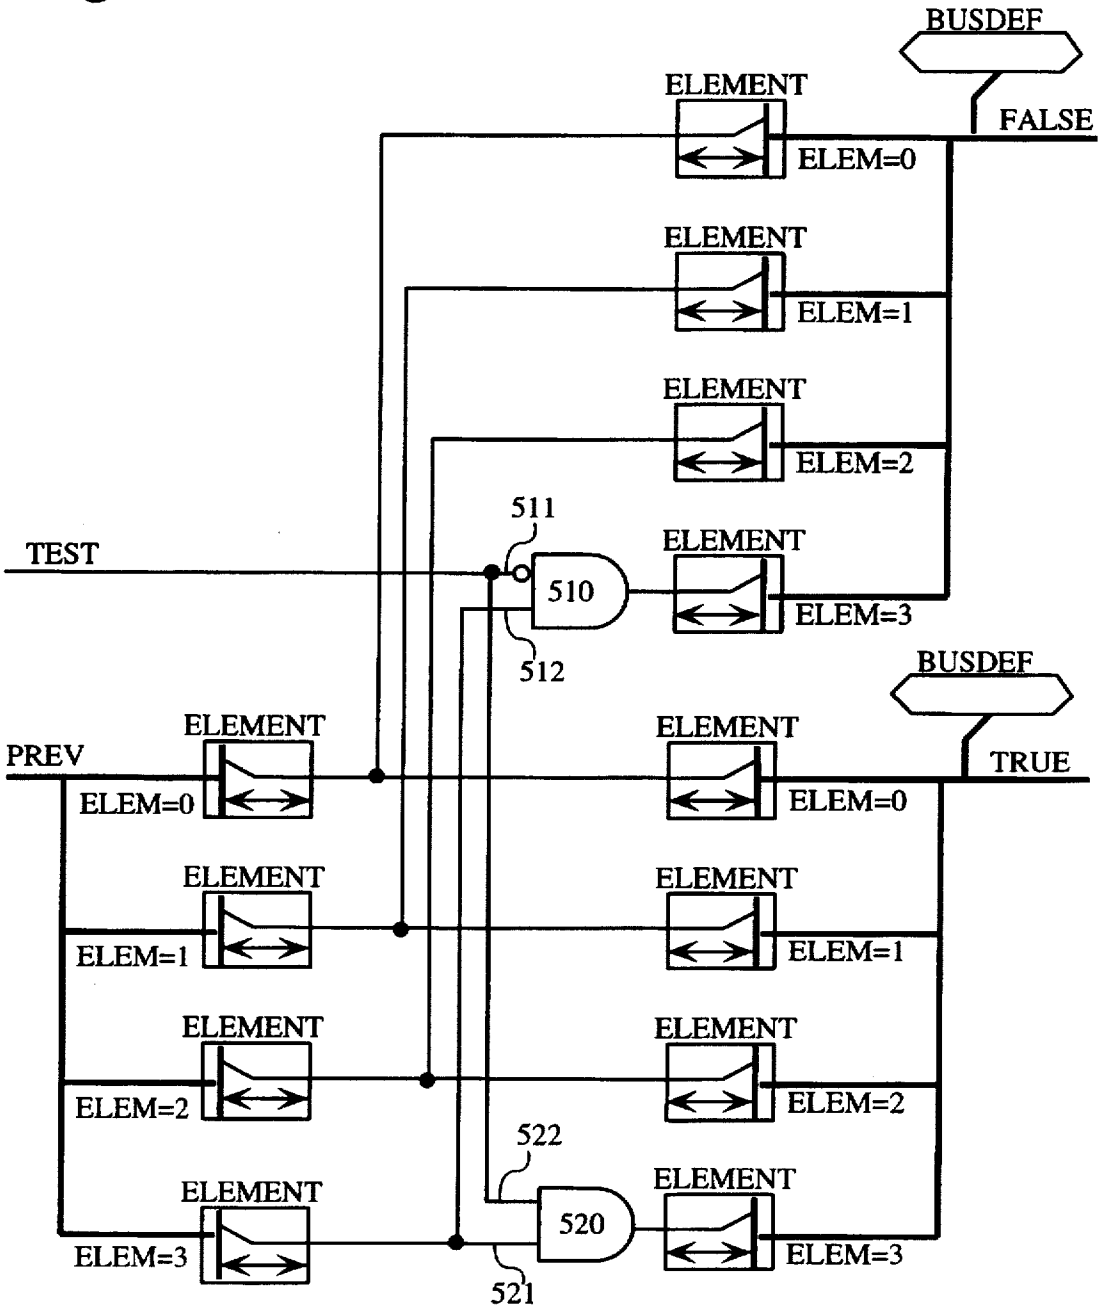 BUSDEF
ELEMENT
FALSE
ELEM=0
ELEMENT
ELEM=1
ELEMENT
ELEM=2
511
ELEMENT
TEST
510
ELEM=3
512
BUSDEF
ELEMENT
ELEMENT
PREV
TRUE
ELEM=0
ELEM=0
ELEMENT
ELEMENT
ELEM=1
ELEM=1
ELEMENT
ELEMENT
ELEM=2
ELEM=2
522
ELEMENT
ELEMENT
520
ELEM=3
ELEM=3
521